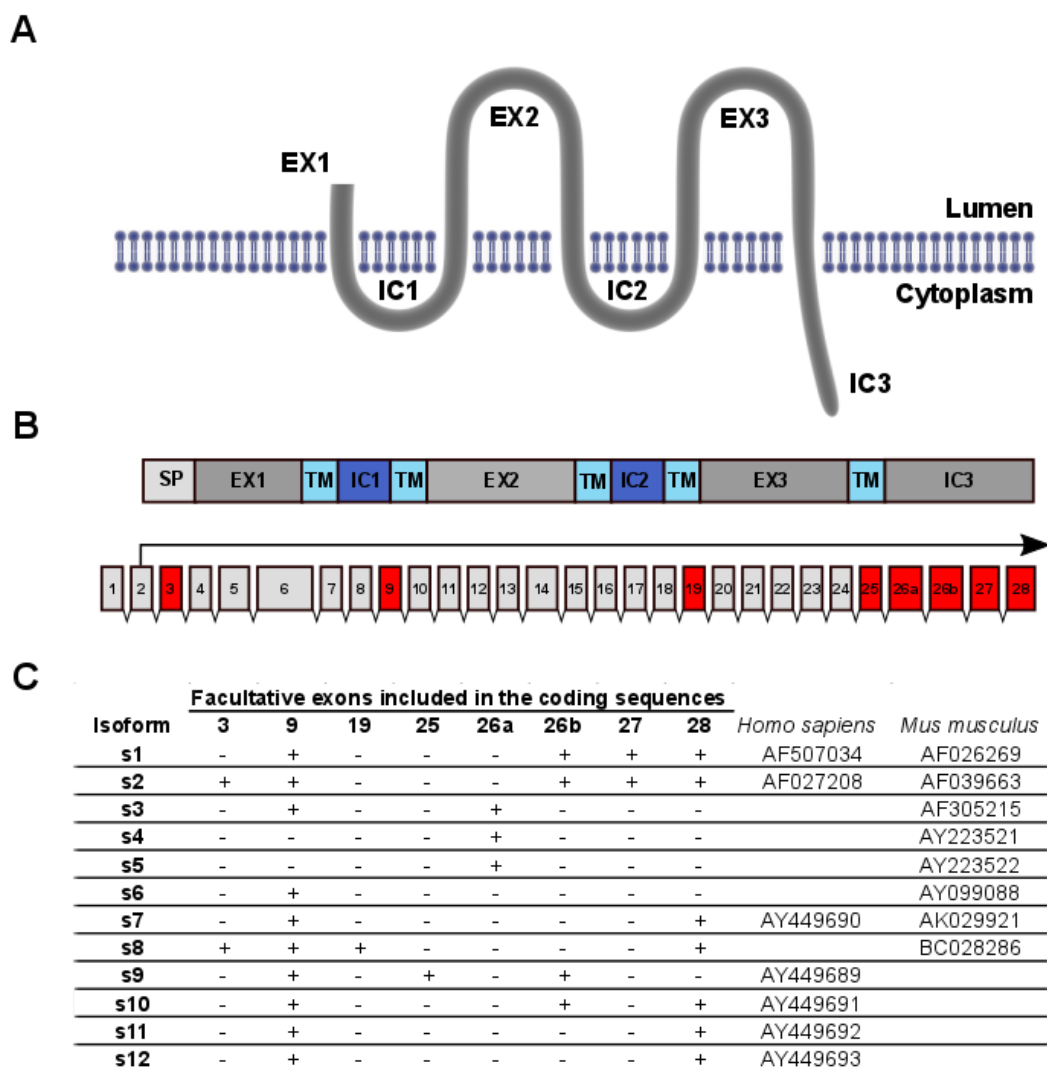 A
EX2
EX3
EX1
Lumen
IC1
IC2
Cytoplasm
IC3
B
SP EX1 TM IC1 TM EX2 TM IC2 TM EX3 TM IC3
1 2 3 4 5 6 7 8 9 10 11 12 13 14 15 16 17 18 19 20 21 22 23 24 25 26a 26b 27 28
C
Facultative exons included in the coding sequences
Isoform 3 9 19 25 26a 26b 27 28 Homo sapiens Mus musculus
s1 - + - - - + + + AF507034 AF026269
s2 + + - - - + + + AF027208 AF039663
s3 - + - - + - - - AF305215
s4 - - - - + - - - AY223521
s5 - - - - + - - - AY223522
s6 - + - - - - - - AY099088
s7 - + - - - - - + AY449690 AK029921
s8 + + + - - - - + BC028286
s9 - + - + - + - - AY449689
s10 - + - - - + - + AY449691
s11 - + - - - - - + AY449692
s12 - + - - - - - + AY449693